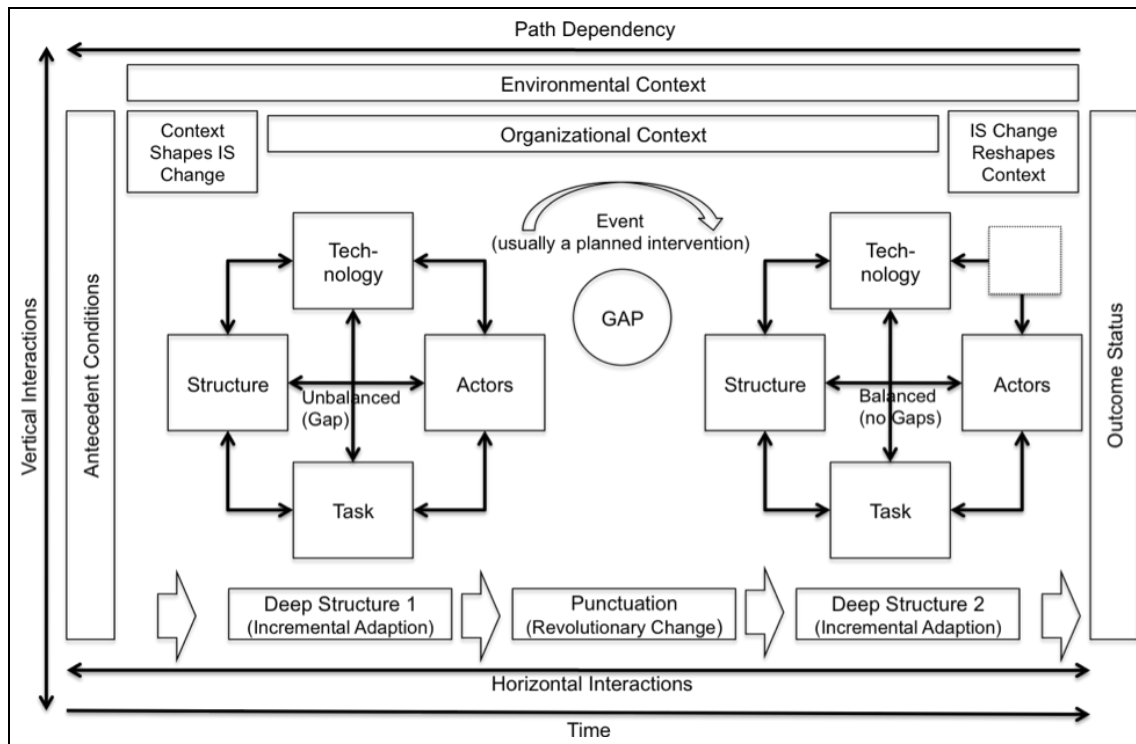 Path Dependency
Environmental Context
Context
Shapes IS
Change
Organizational Context
IS Change
Reshapes
Context
Event
(usually a planned intervention)
GAP
Vertical Interactions
Antecedent Conditions
Tech-
nology
Structure
Actors
Unbalanced
(Gap)
Task
Tech-
nology
Structure
Actors
Balanced
(no Gaps)
Task
Outcome Status
Deep Structure 1
(Incremental Adaption)
Punctuation
(Revolutionary Change)
Deep Structure 2
(Incremental Adaption)
Horizontal Interactions
Time